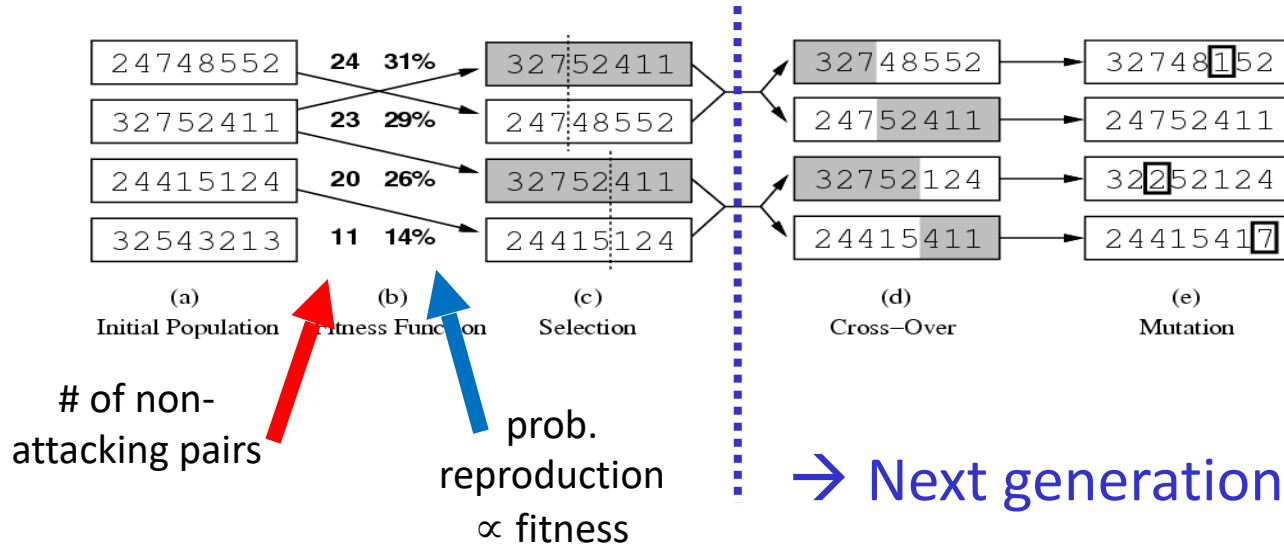 24748552 24 31% 32752411 32748552 32748152
32752411 23 29% 24748552 24752411 24752411
24415124 20 26% 32752411 32752124 32252124
32543213 11 14% 24415124 24415411 24415417
(a) (b) (c) (d) (e)
Initial Population Fitness Function Selection Cross–Over Mutation
# of non-
attacking pairs
prob.
reproduction
∝ fitness
→ Next generation